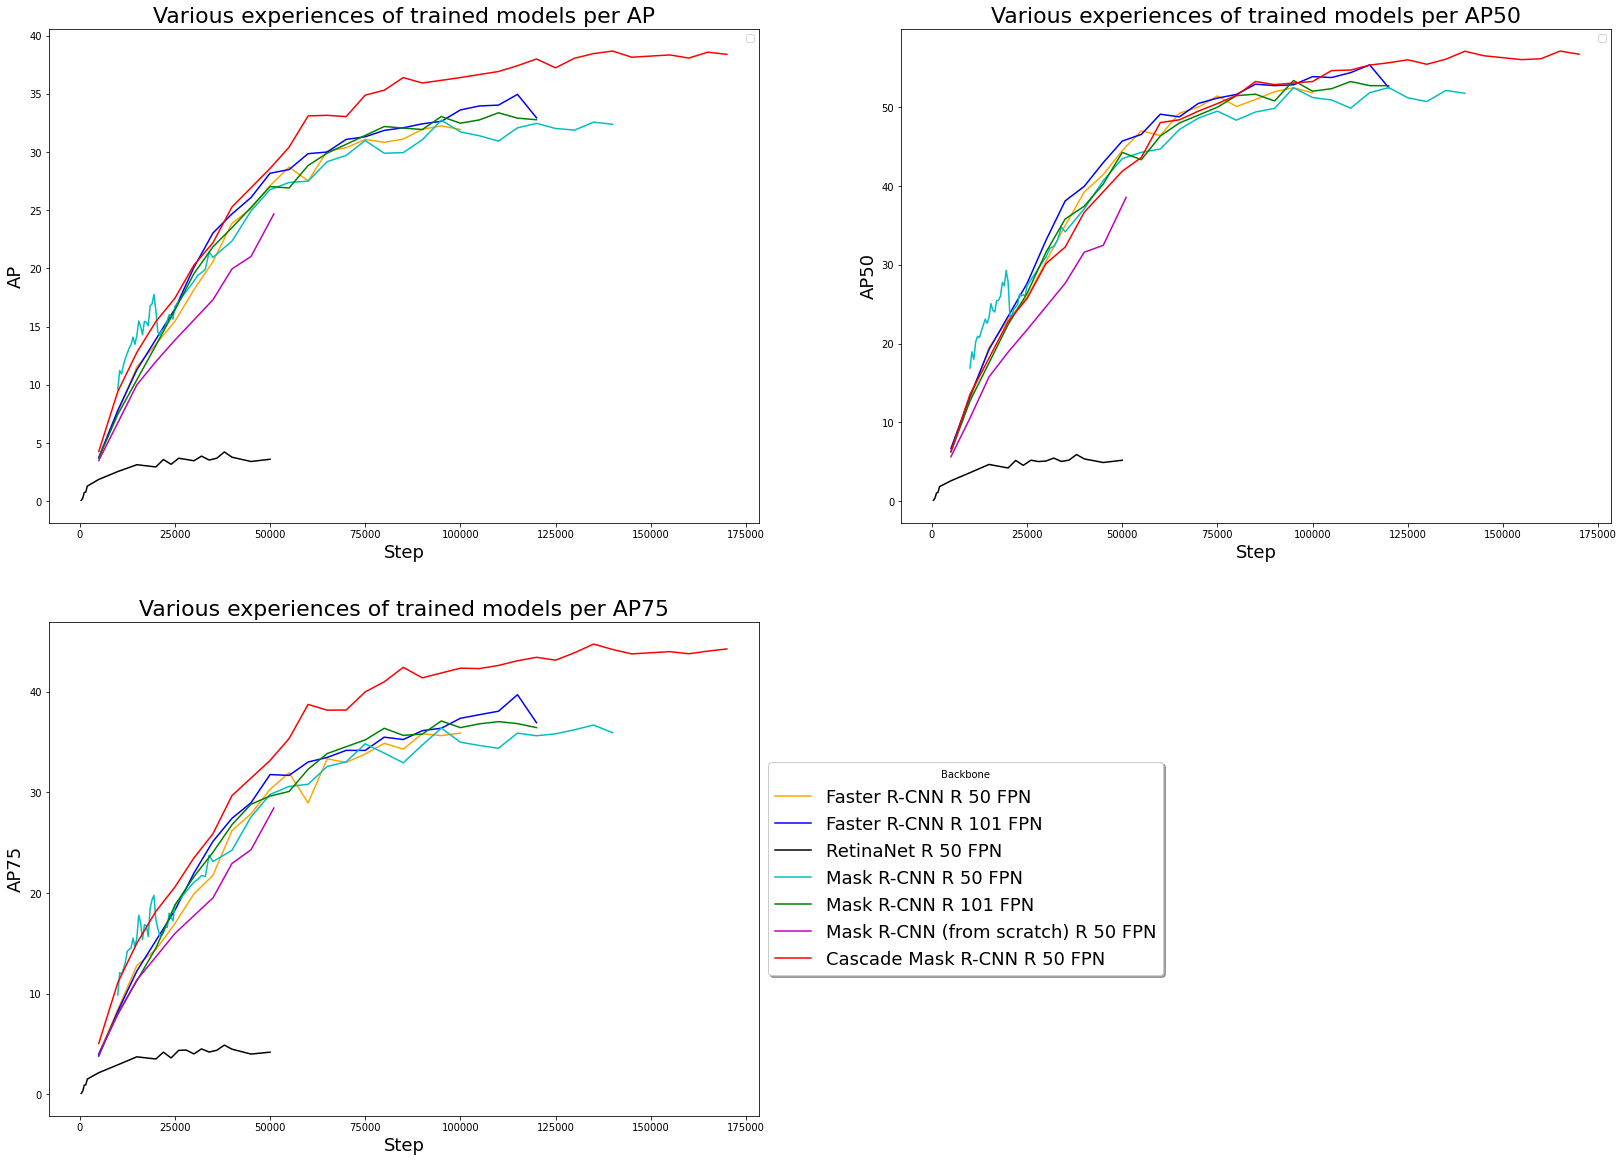 Various experiences of trained models per AP
40
35
30
25
20
15
10
5
0
AP
0 25000 50000 75000 100000 125000 150000 175000
Step
Various experiences of trained models per AP50
50
40
30
20
10
0
AP50
0 25000 50000 75000 100000 125000 150000 175000
Step
Various experiences of trained models per AP75
40
30
20
10
0
AP75
0 25000 50000 75000 100000 125000 150000 175000
Step
Backbone
Faster R-CNN R 50 FPN
Faster R-CNN R 101 FPN
RetinaNet R 50 FPN
Mask R-CNN R 50 FPN
Mask R-CNN R 101 FPN
Mask R-CNN (from scratch) R 50 FPN
Cascade Mask R-CNN R 50 FPN